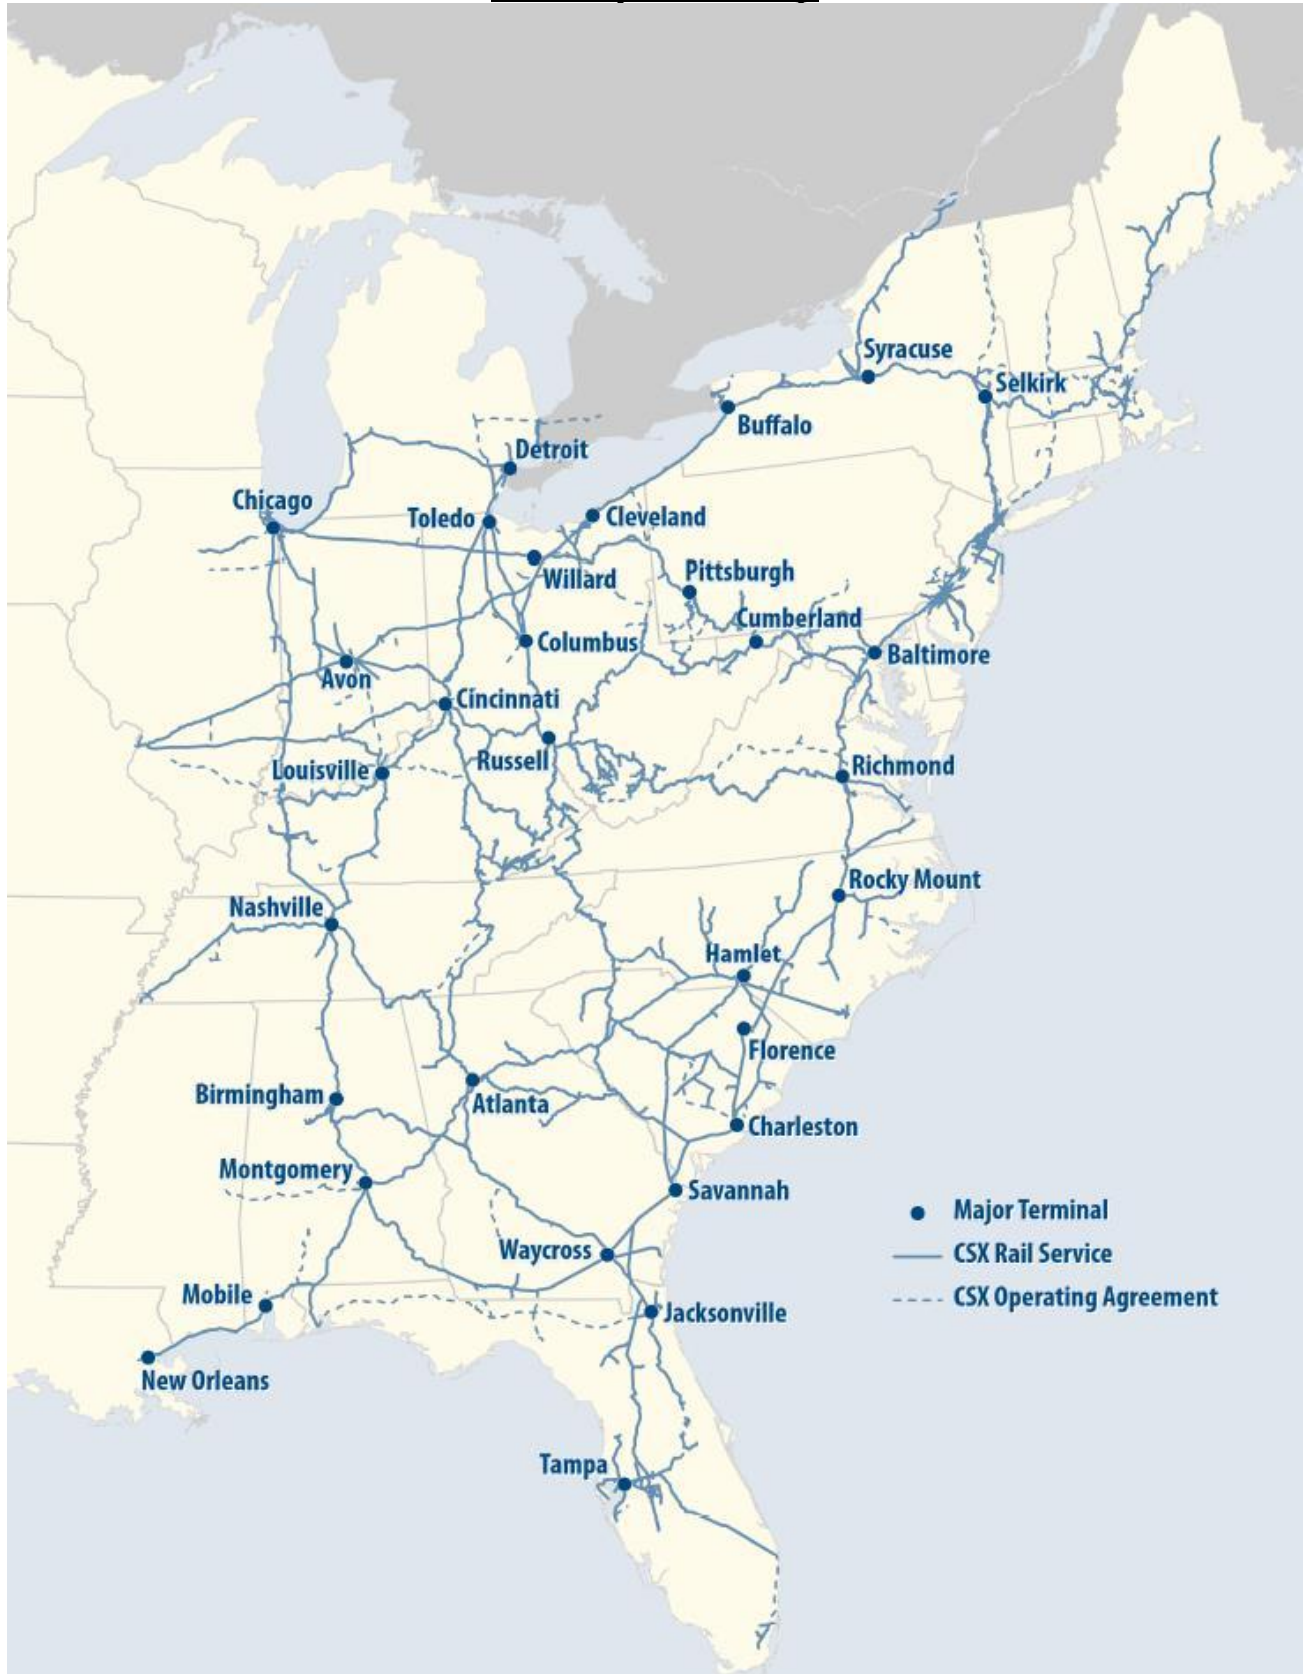 Syracuse
Selkirk
Buffalo
Detroit
Chicago
Toledo
Cleveland
Willard
Pittsburgh
Cumberland
Columbus
Baltimore
Avon
Cincinnati
Russell
Louisville
Richmond
Rocky Mount
Nashville
Hamlet
Florence
Birmingham
Atlanta
Charleston
Montgomery
Savannah
Major Terminal
Waycross
CSX Rail Service
Mobile
CSX Operating Agreement
Jacksonville
New Orleans
Tampa